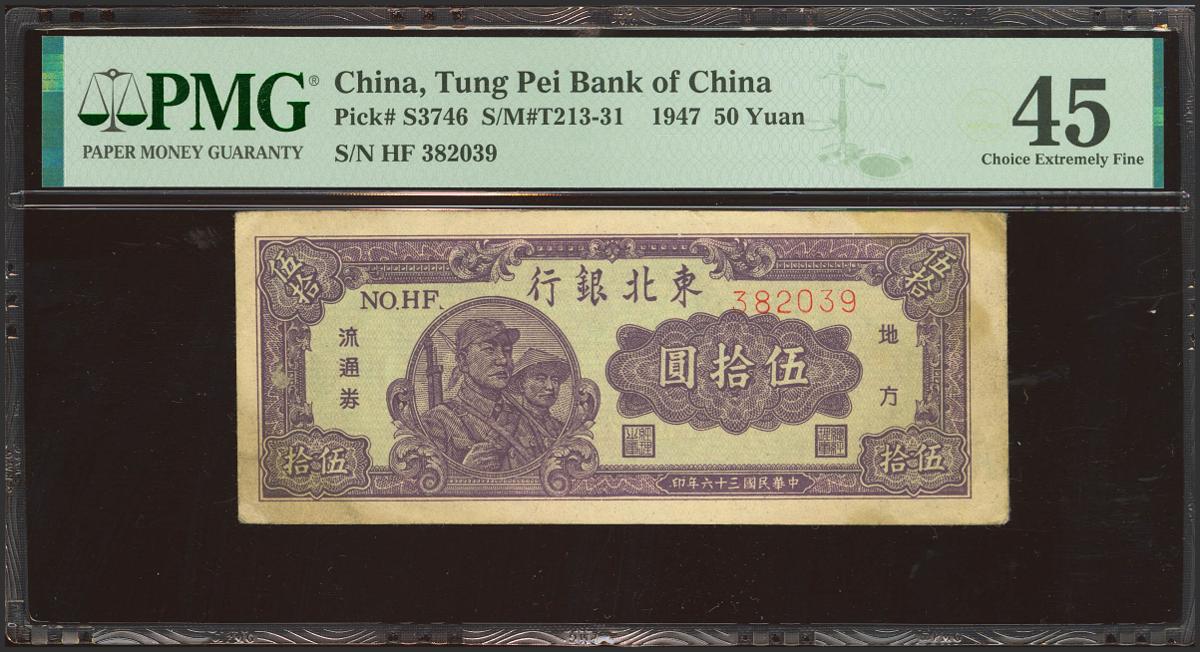 PMG®
PAPER MONEY GUARANTY
China, Tung Pei Bank of China
Pick# S3746 S/M#T213-31 1947 50 Yuan
S/N HF 382039
45
Choice Extremely Fine
伍拾
行銀北東
伍拾
NO.HF.
382039
流通券
圓拾伍
地方
拾伍
拾伍
印年六十三國民華中